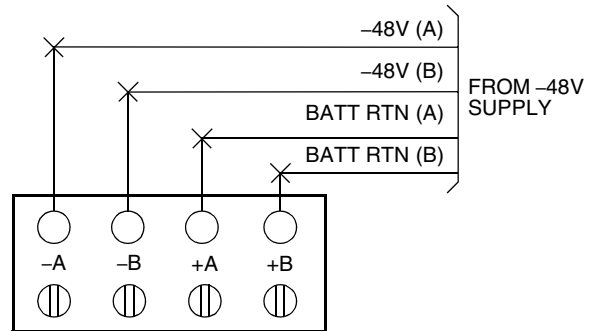 –48V (A)
–48V (B)
BATT RTN (A)
BATT RTN (B)
FROM –48V
SUPPLY
–A –B +A +B